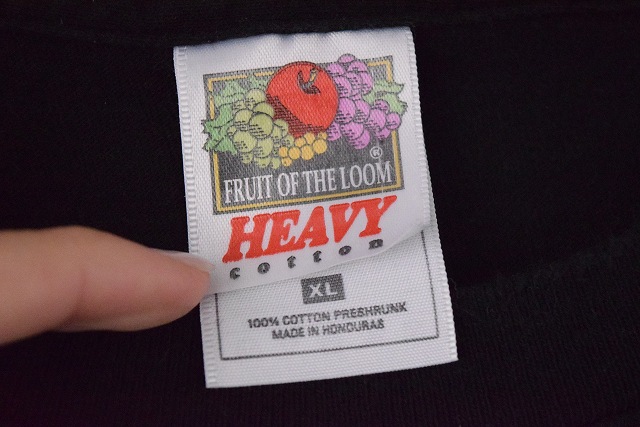 ®
FRUIT OF THE LOOM
HEAVY
cotton
XL
100% COTTON PRESHRUNK
MADE IN HONDURAS